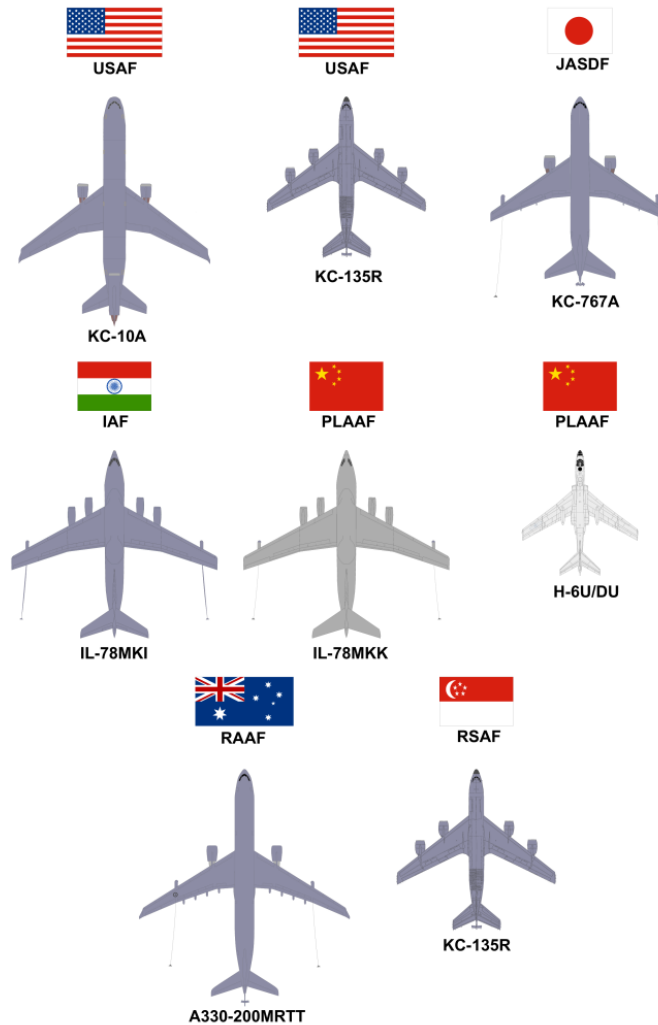 USAF
USAF
JASDF
KC-10A
KC-135R
KC-767A
IAF
PLAAF
PLAAF
IL-78MKI
IL-78MKK
H-6U/DU
RAAF
RSAF
A330-200MRTT
KC-135R